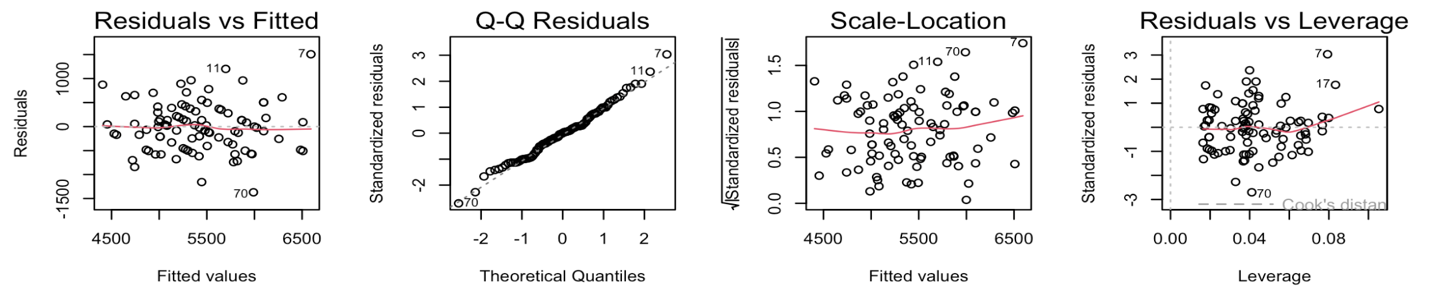 Residuals vs Fitted
Residuals
1000
0
-1500
7
11
70
4500 5500 6500
Fitted values
Q-Q Residuals
Standardized residuals
3
2
1
0
-2
7
11
70
-2 -1 0 1 2
Theoretical Quantiles
Scale-Location
√|Standardized residuals|
1.5
1.0
0.5
0.0
7
70
11
4500 5500 6500
Fitted values
Residuals vs Leverage
Standardized residuals
3
2
1
-1
-3
7
17
70
Cook's distan
0.00 0.04 0.08
Leverage